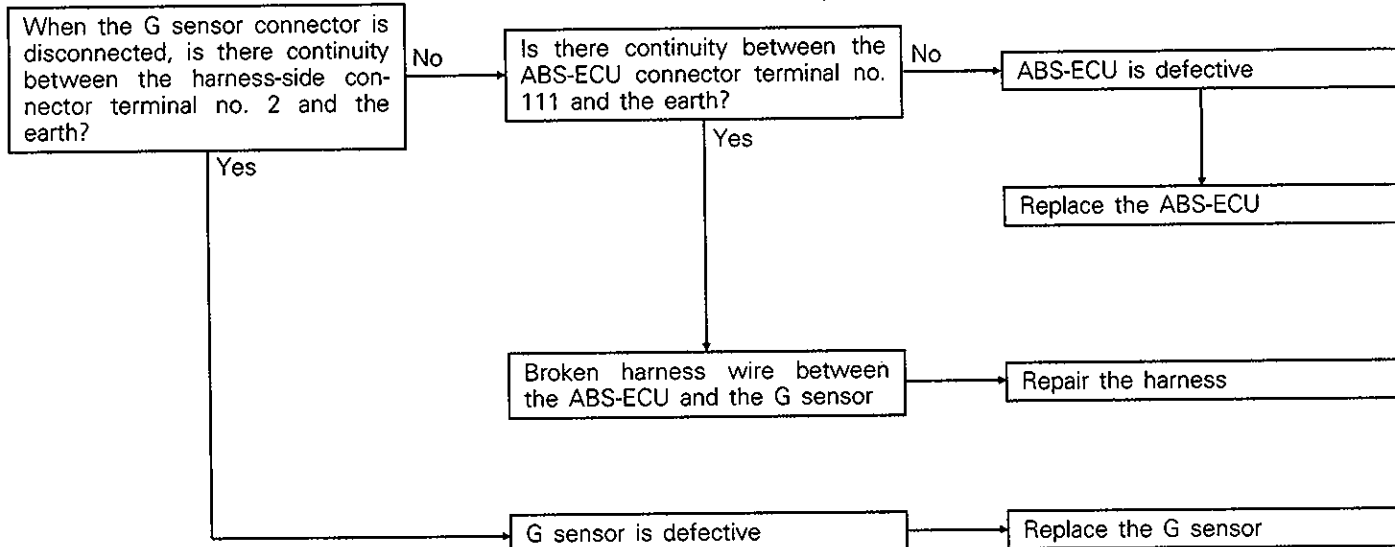 When the G sensor connector is
disconnected, is there continuity
between the harness-side con-
nector terminal no. 2 and the
earth?
No
Is there continuity between the
ABS-ECU connector terminal no.
111 and the earth?
No
ABS-ECU is defective
Yes
Yes
Replace the ABS-ECU
Broken harness wire between
the ABS-ECU and the G sensor
Repair the harness
G sensor is defective
Replace the G sensor